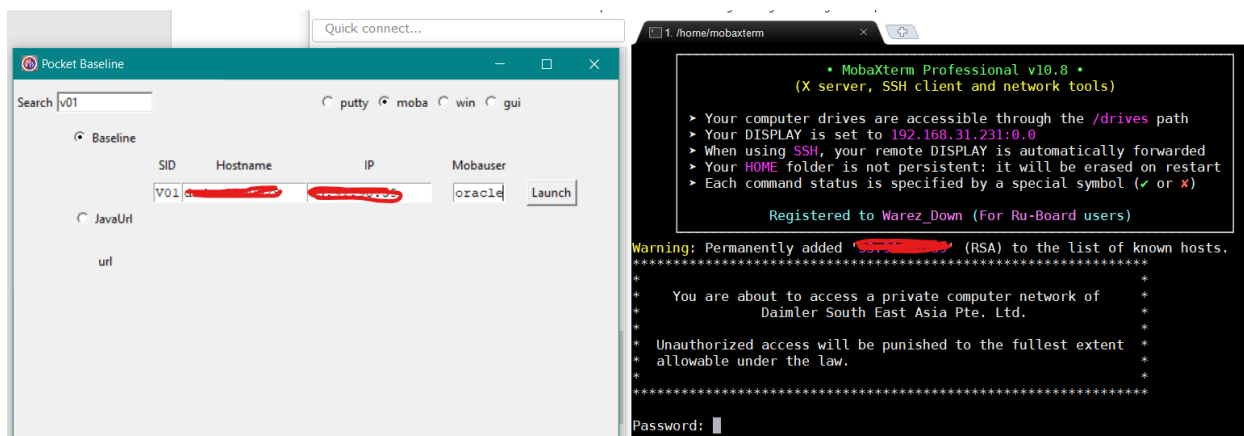 Quick connect...
Pocket Baseline
Search v01
putty moba win gui
Baseline
SID Hostname IP Mobauser
V01 oracle Launch
JavaUrl
url
1. /home/mobaxterm
• MobaXterm Professional v10.8 •
(X server, SSH client and network tools)
➤ Your computer drives are accessible through the /drives path
➤ Your DISPLAY is set to 192.168.31.231:0.0
➤ When using SSH, your remote DISPLAY is automatically forwarded
➤ Your HOME folder is not persistent: it will be erased on restart
➤ Each command status is specified by a special symbol (✔ or ✘)
Registered to Warez_Down (For Ru-Board users)
Warning: Permanently added ' ' (RSA) to the list of known hosts.
*****************************************************************
* *
* You are about to access a private computer network of *
* Daimler South East Asia Pte. Ltd. *
* *
* Unauthorized access will be punished to the fullest extent *
* allowable under the law. *
* *
*****************************************************************
Password: